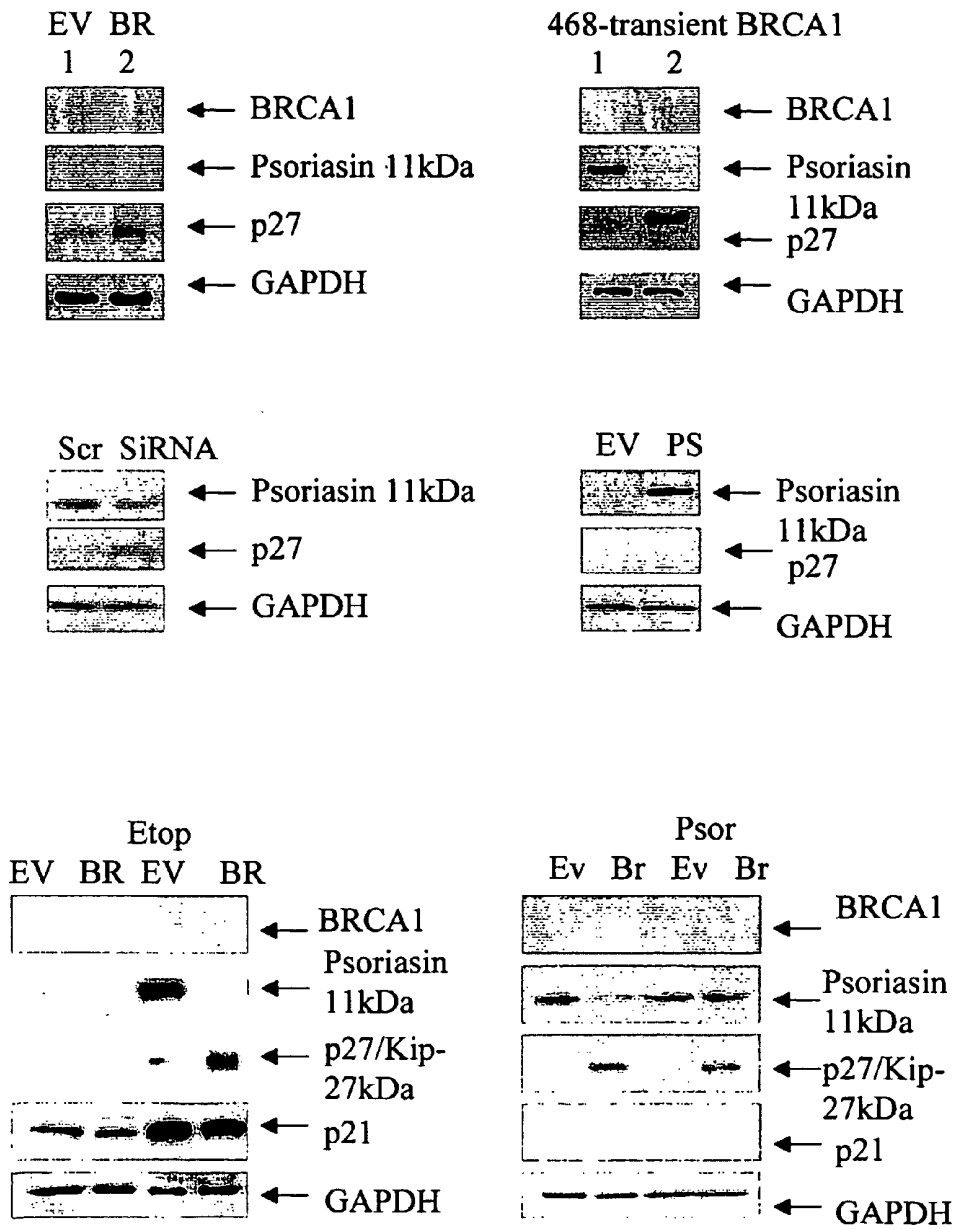 EV BR
1 2
BRCA1
Psoriasin 11kDa
p27
GAPDH
468-transient BRCA1
1 2
BRCA1
Psoriasin
11kDa
p27
GAPDH
Scr SiRNA
Psoriasin 11kDa
p27
GAPDH
EV PS
Psoriasin
11kDa
p27
GAPDH
Etop
EV BR EV BR
BRCA1
Psoriasin
11kDa
p27/Kip-
27kDa
p21
GAPDH
Psor
Ev Br Ev Br
BRCA1
Psoriasin
11kDa
p27/Kip-
27kDa
p21
GAPDH